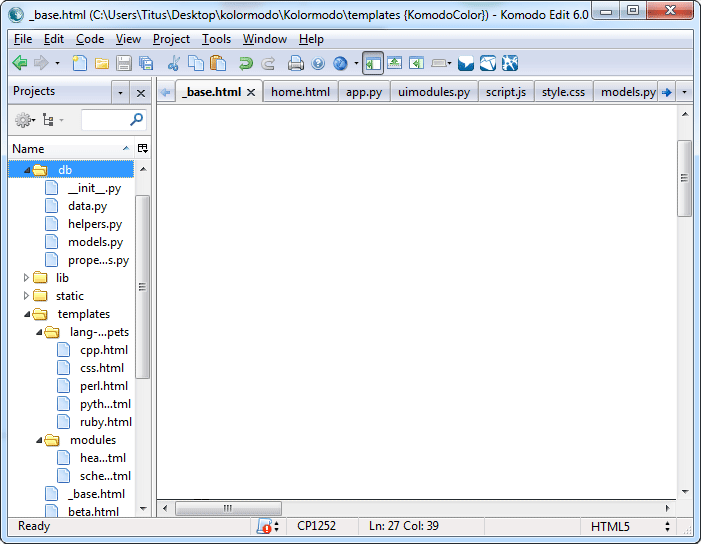 _base.html (C:\Users\Titus\Desktop\kolormodo\Kolormodo\templates {KomodoColor}) - Komodo Edit 6.0
File Edit Code View Project Tools Window Help
Projects
_base.html home.html app.py uimodules.py script.js style.css models.py
Name
db
__init__.py
data.py
helpers.py
models.py
prope...s.py
lib
static
templates
lang-...pets
cpp.html
css.html
perl.html
pyth...tml
ruby.html
modules
hea...tml
sche...tml
_base.html
beta.html
Ready CP1252 Ln: 27 Col: 39 HTML5